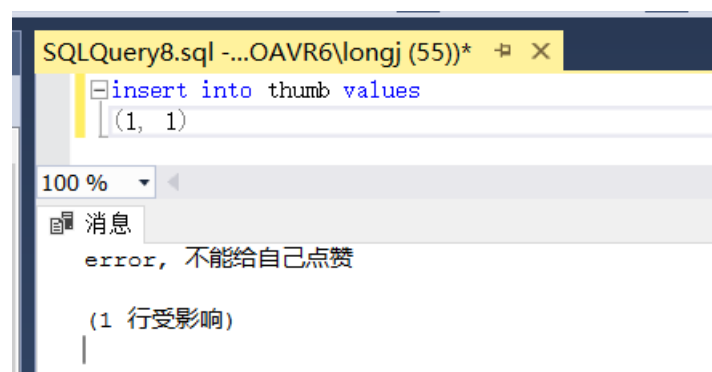 SQLQuery8.sql -...OAVR6\longj (55))*
insert into thumb values
(1, 1)
100 %
消息
error, 不能给自己点赞
(1 行受影响)